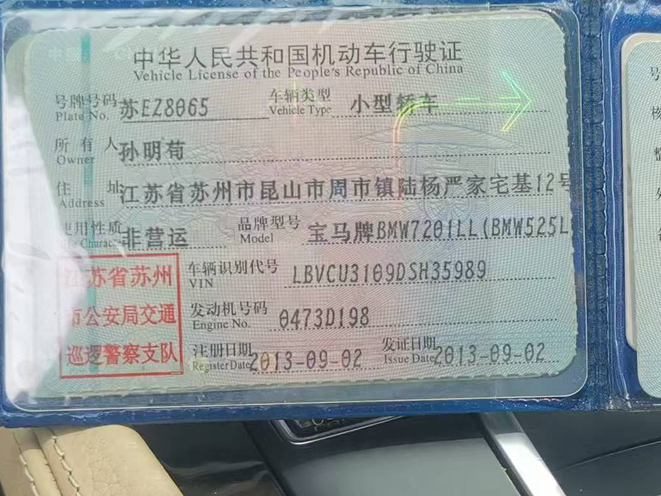 中华人民共和国机动车行驶证
Vehicle License of the People's Republic of China
号牌号码 苏EZ8065 车辆类型 小型轿车
Plate No. Vehicle Type
所有人 孙明苟
Owner
住址 江苏省苏州市昆山市周市镇陆杨严家宅基12号
Address
使用性质 非营运 品牌型号 宝马牌BMW7201LL(BMW525L
Model
江苏省苏州 车辆识别代号 LBVCU3109DSH35989
VIN
市公安局交通 发动机号码 0473D198
Engine No.
巡逻警察支队 注册日期 2013-09-02 发证日期 2013-09-02
Register Date Issue Date